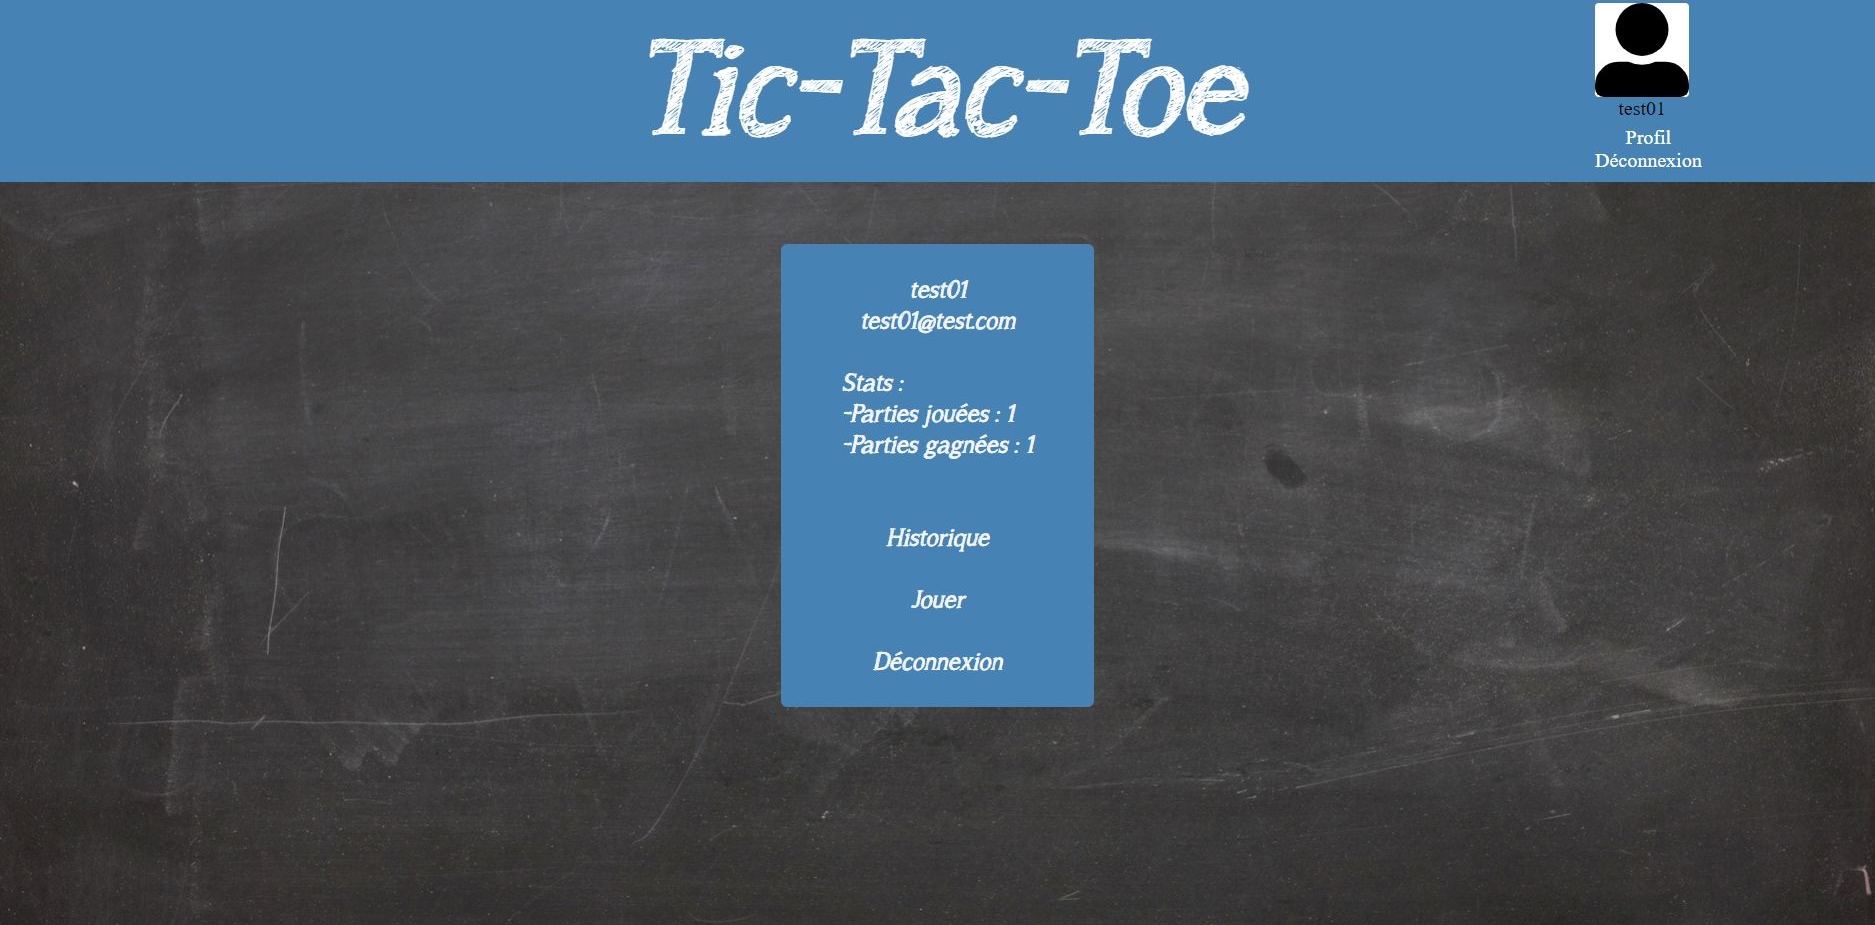 Tic-Tac-Toe
test01
Profil
Déconnexion
test01
test01@test.com
Stats :
-Parties jouées : 1
-Parties gagnées : 1
Historique
Jouer
Déconnexion